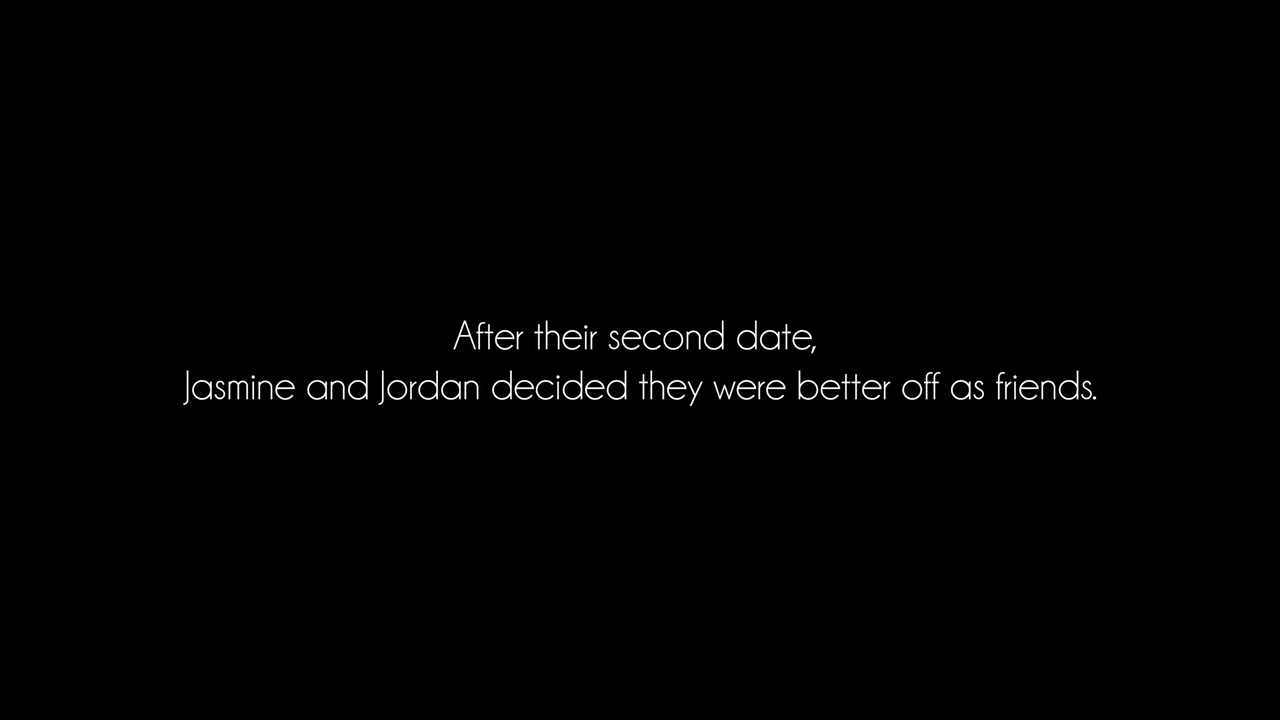 After their second date,
Jasmine and Jordan decided they were better off as friends.